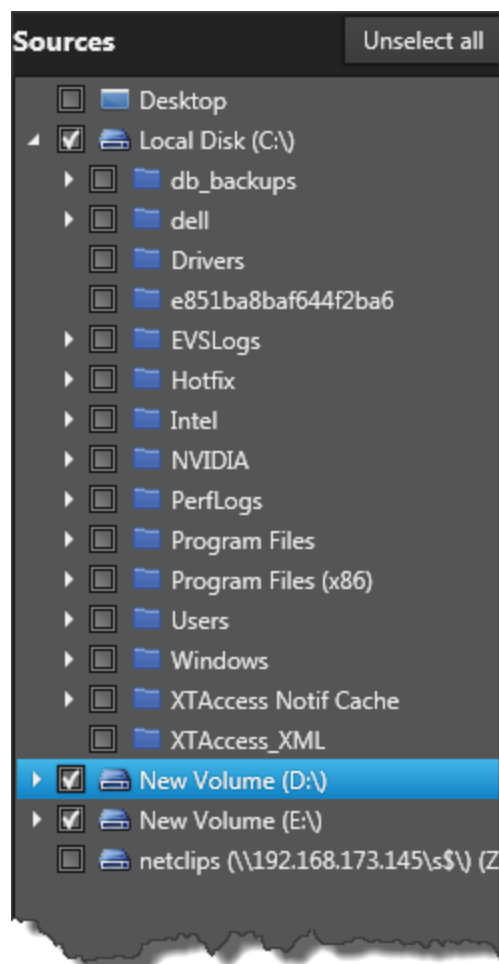 Sources
Unselect all
Desktop
Local Disk (C:\)
db_backups
dell
Drivers
e851ba8baf644f2ba6
EVSLogs
Hotfix
Intel
NVIDIA
PerfLogs
Program Files
Program Files (x86)
Users
Windows
XTAccess Notif Cache
XTAccess_XML
New Volume (D:\)
New Volume (E:\)
netclips (\\192.168.173.145\s$\) (Z